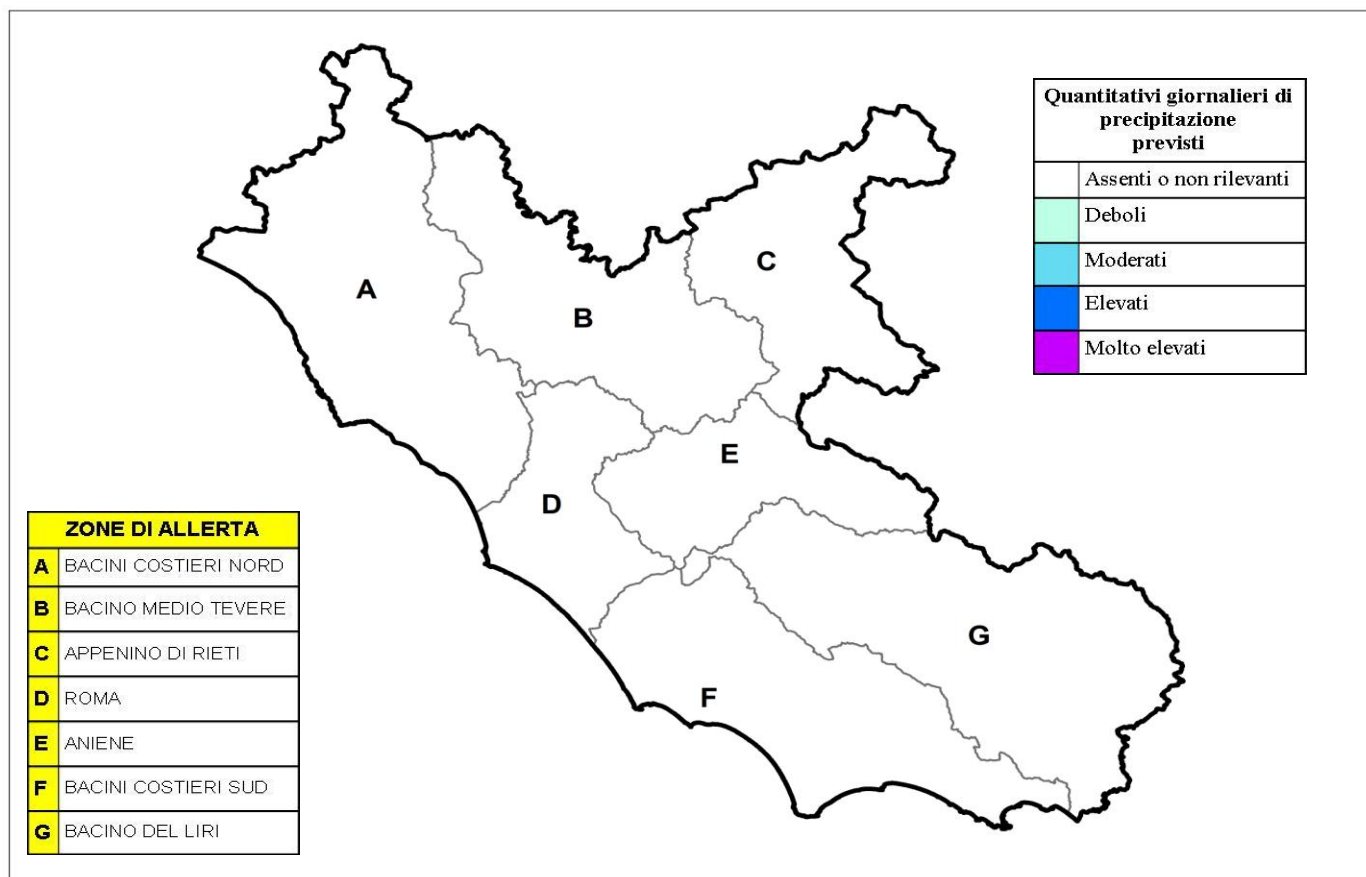 Quantitativi giornalieri di
precipitazione
previsti
Assenti o non rilevanti
Deboli
Moderati
Elevati
Molto elevati
A
B
C
D
E
F
G
ZONE DI ALLERTA
A BACINI COSTIERI NORD
B BACINO MEDIO TEVERE
C APPENINO DI RIETI
D ROMA
E ANIENE
F BACINI COSTIERI SUD
G BACINO DEL LIRI